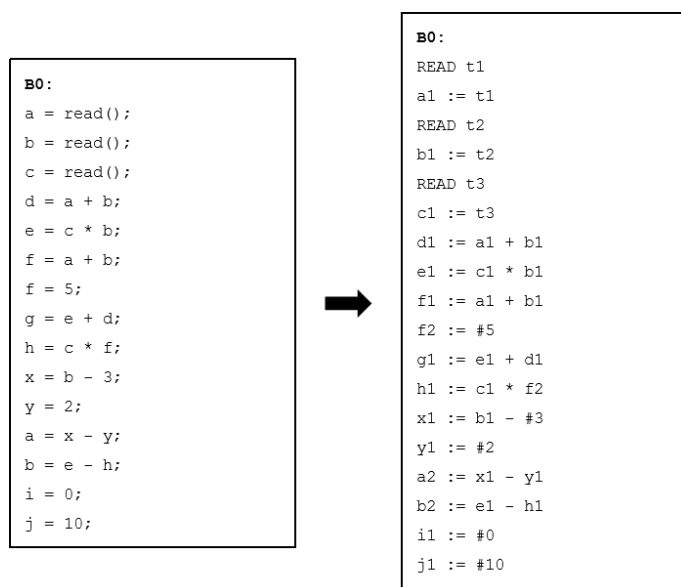 B0:
a = read();
b = read();
c = read();
d = a + b;
e = c * b;
f = a + b;
f = 5;
g = e + d;
h = c * f;
x = b – 3;
y = 2;
a = x – y;
b = e – h;
i = 0;
j = 10;
B0:
READ t1
a1 := t1
READ t2
b1 := t2
READ t3
c1 := t3
d1 := a1 + b1
e1 := c1 * b1
f1 := a1 + b1
f2 := #5
g1 := e1 + d1
h1 := c1 * f2
x1 := b1 – #3
y1 := #2
a2 := x1 – y1
b2 := e1 – h1
i1 := #0
j1 := #10